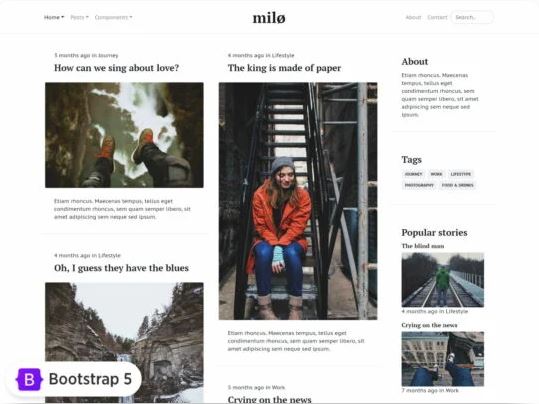 Home Posts Components
milø
About Contact Search..
3 months ago in Journey
How can we sing about love?
Etiam rhoncus. Maecenas tempus, tellus eget
condimentum rhoncus, sem quam semper libero, sit
amet adipiscing sem neque sed ipsum.
4 months ago in Lifestyle
Oh, I guess they have the blues
4 months ago in Lifestyle
The king is made of paper
Etiam rhoncus. Maecenas tempus, tellus eget
condimentum rhoncus, sem quam semper libero, sit
amet adipiscing sem neque sed ipsum.
5 months ago in Work
Crying on the news
About
Etiam rhoncus. Maecenas
tempus, tellus eget
condimentum rhoncus, sem
quam semper libero, sit amet
adipiscing sem neque sed
ipsum.
Tags
JOURNEY WORK LIFESTYLE
PHOTOGRAPHY FOOD & DRINKS
Popular stories
The blind man
4 months ago in Lifestyle
Crying on the news
7 months ago in Work
B Bootstrap 5